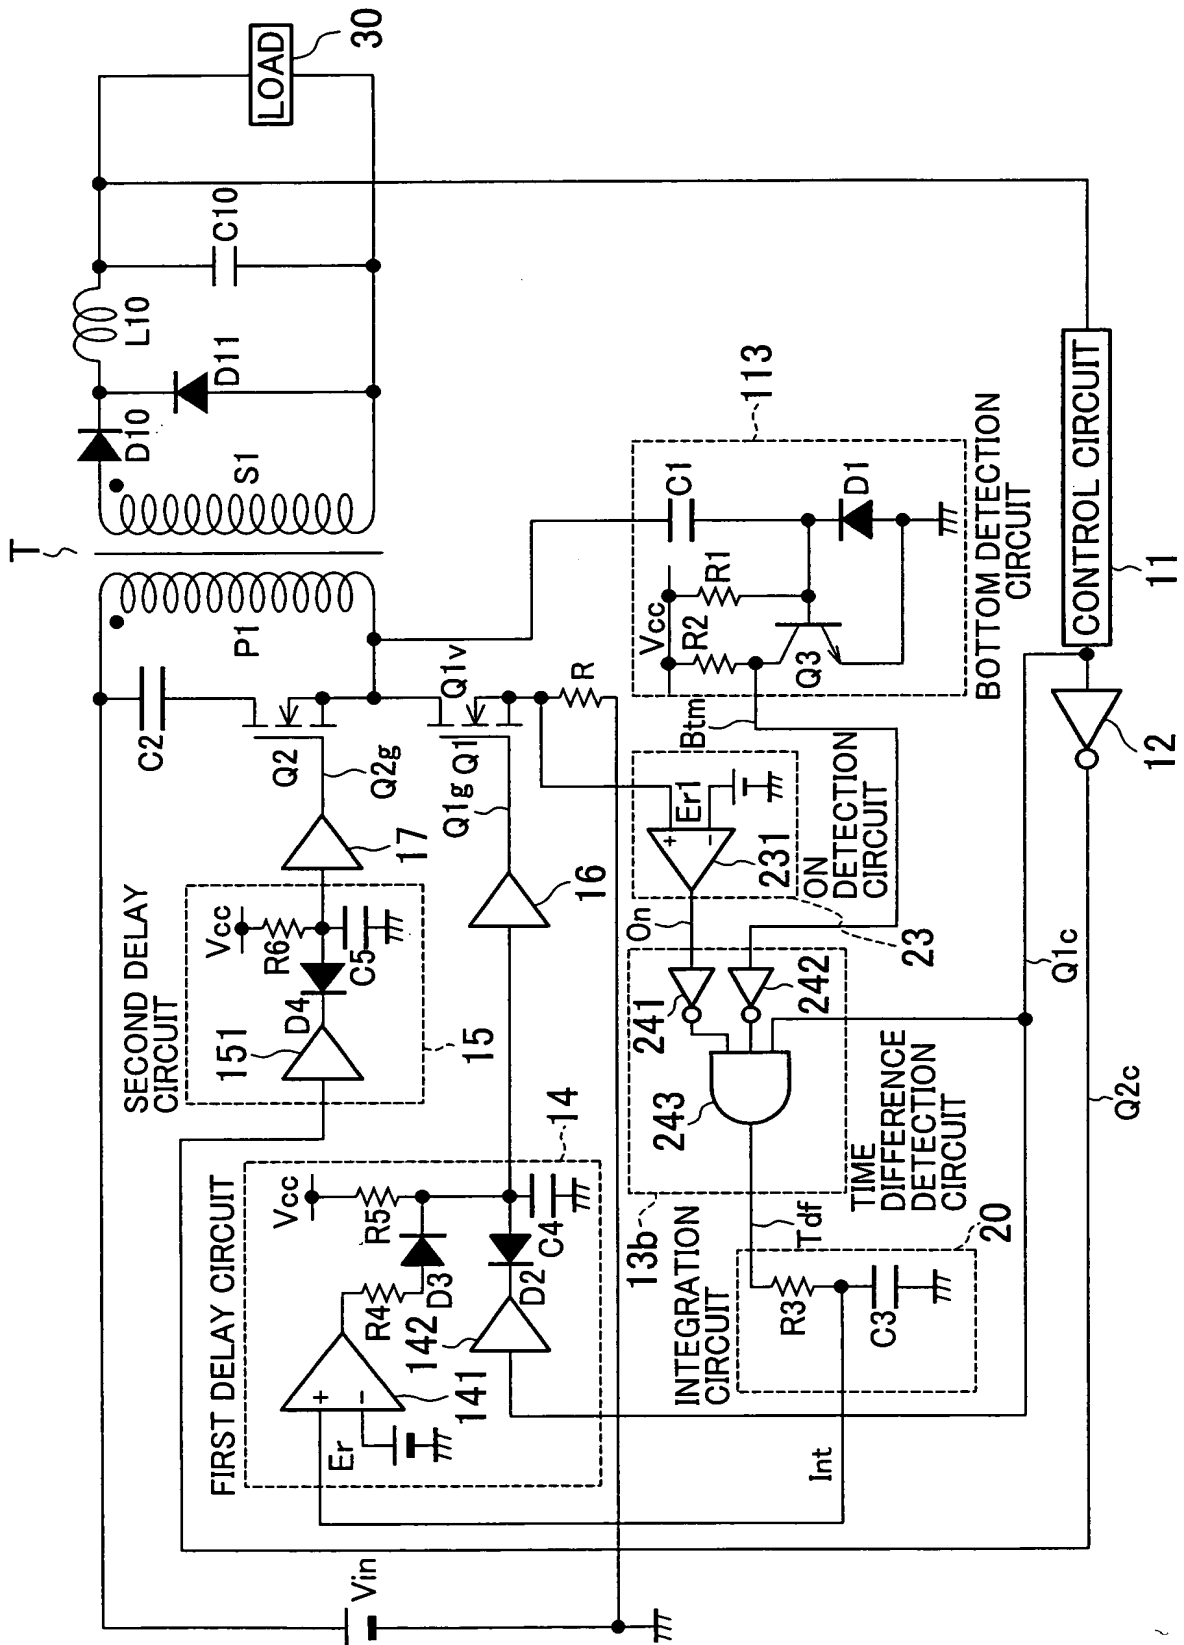 T
P1
S1
D10
D11
L10
C10
LOAD
30
C2
Q2
Q2g
Q1v
Q1g
Q1
R
17
16
SECOND DELAY
CIRCUIT
Vcc
R6
C5
D4
151
15
FIRST DELAY CIRCUIT
Vcc
R5
R4
D3
142
D2
C4
14
141
Er
Vin
113
C1
D1
Vcc
R1
R2
Q3
BOTTOM DETECTION
CIRCUIT
Btm
Er1
231
ON
DETECTION
CIRCUIT
23
On
241
242
243
TIME
DIFFERENCE
DETECTION
CIRCUIT
13b
Tdf
INTEGRATION
CIRCUIT
R3
C3
20
Int
CONTROL CIRCUIT
11
12
Q1c
Q2c